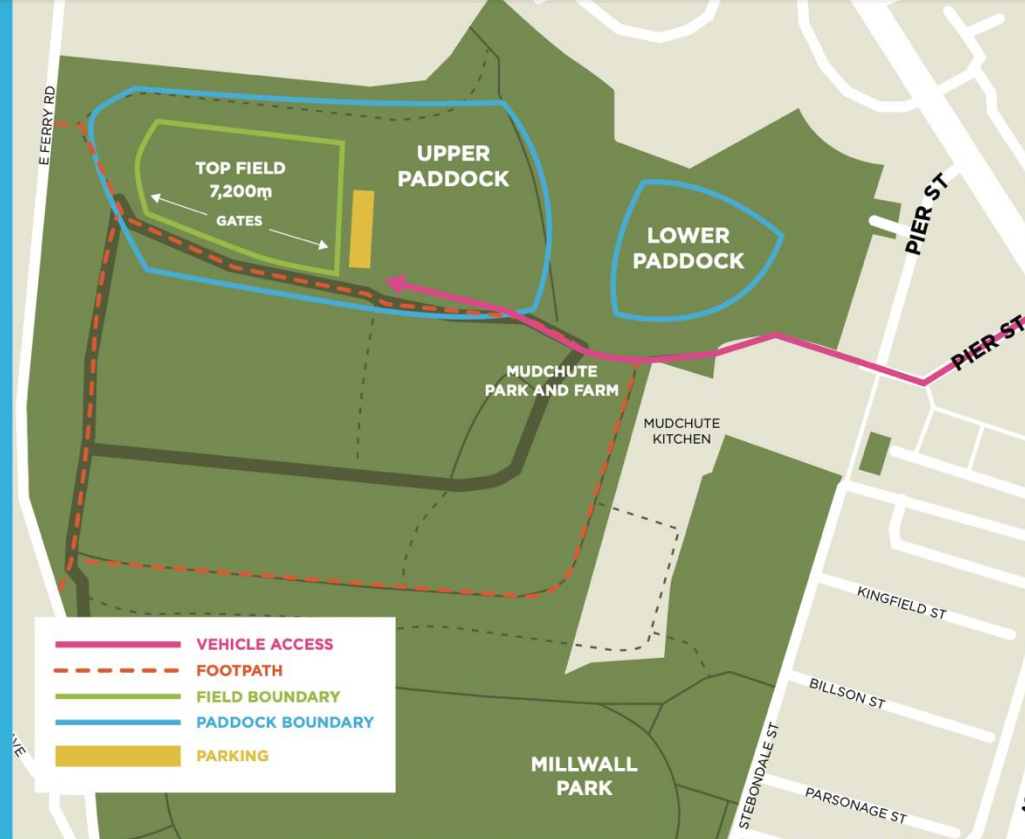 E FERRY RD
TOP FIELD
7,200m
GATES
UPPER
PADDOCK
LOWER
PADDOCK
PIER ST
PIER ST
MUDCHUTE
PARK AND FARM
MUDCHUTE
KITCHEN
KINGFIELD ST
BILLSON ST
STEBONDALE ST
PARSONAGE ST
MILLWALL
PARK
VEHICLE ACCESS
FOOTPATH
FIELD BOUNDARY
PADDOCK BOUNDARY
PARKING